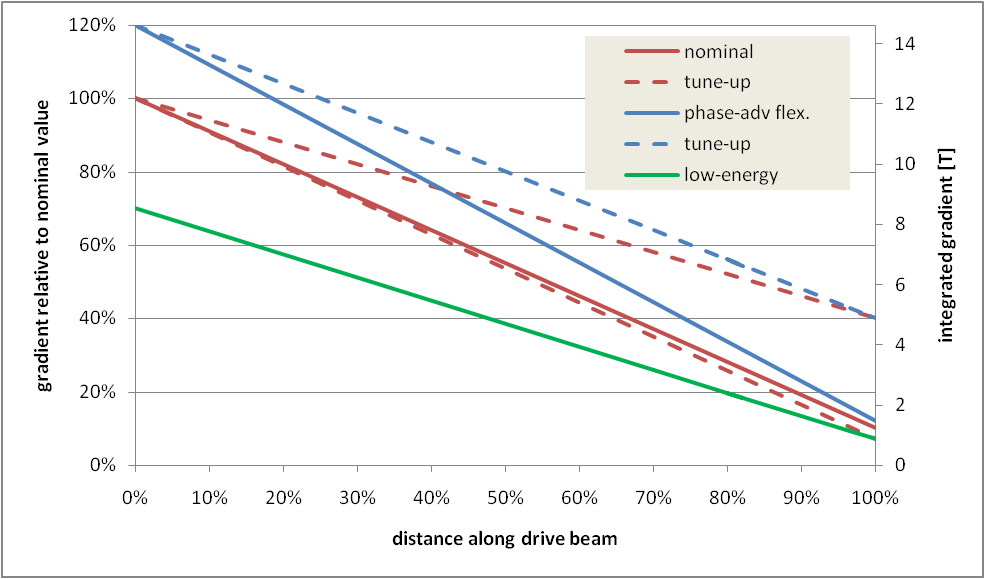 120%
100%
80%
60%
40%
20%
0%
gradient relative to nominal value
nominal
tune-up
phase-adv flex.
tune-up
low-energy
14
12
10
8
6
4
2
0
integrated gradient [T]
0% 10% 20% 30% 40% 50% 60% 70% 80% 90% 100%
distance along drive beam